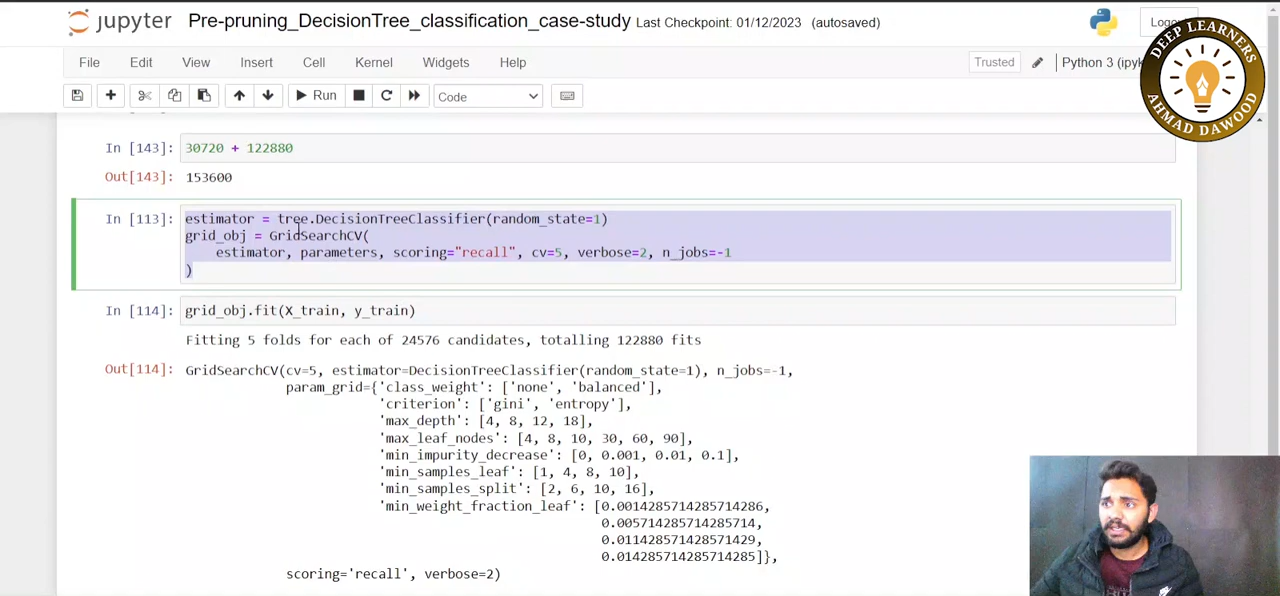 jupyter Pre-pruning_DecisionTree_classification_case-study Last Checkpoint: 01/12/2023 (autosaved)
File Edit View Insert Cell Kernel Widgets Help Trusted Python 3
DEEP LEARNERS
AHMAD DAWOOD
Run Code
In [143]: 30720 + 122880
Out[143]: 153600
In [113]: estimator = tree.DecisionTreeClassifier(random_state=1)
grid_obj = GridSearchCV(
estimator, parameters, scoring="recall", cv=5, verbose=2, n_jobs=-1
)
In [114]: grid_obj.fit(X_train, y_train)
Fitting 5 folds for each of 24576 candidates, totalling 122880 fits
Out[114]: GridSearchCV(cv=5, estimator=DecisionTreeClassifier(random_state=1), n_jobs=-1,
param_grid={'class_weight': ['none', 'balanced'],
'criterion': ['gini', 'entropy'],
'max_depth': [4, 8, 12, 18],
'max_leaf_nodes': [4, 8, 10, 30, 60, 90],
'min_impurity_decrease': [0, 0.001, 0.01, 0.1],
'min_samples_leaf': [1, 4, 8, 10],
'min_samples_split': [2, 6, 10, 16],
'min_weight_fraction_leaf': [0.0014285714285714286,
0.005714285714285714,
0.011428571428571429,
0.014285714285714285]},
scoring='recall', verbose=2)